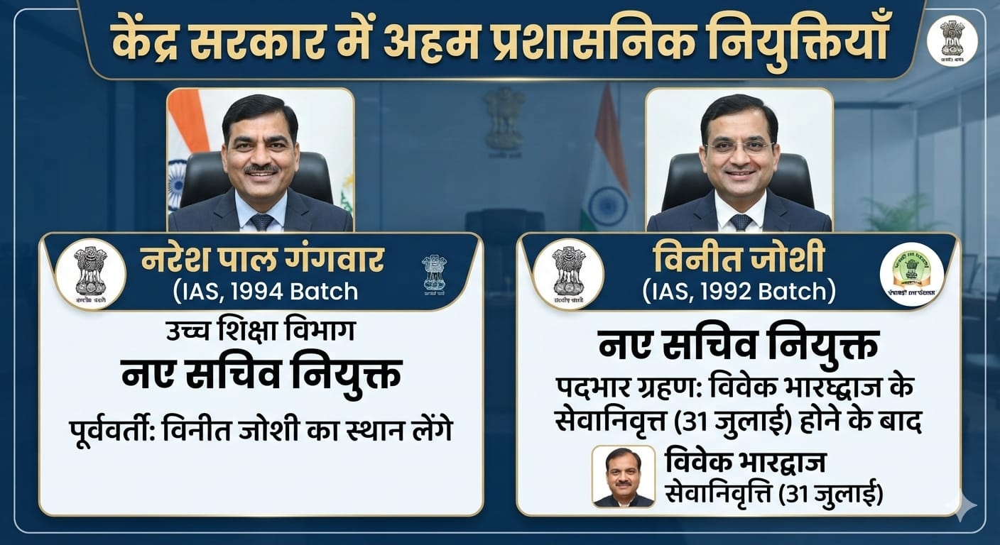 केंद्र सरकार में अहम प्रशासनिक नियुक्तियाँ
नरेश पाल गंगवार
(IAS, 1994 Batch
उच्च शिक्षा विभाग
नए सचिव नियुक्त
पूर्ववर्ती: विनीत जोशी का स्थान लेंगे
विनीत जोशी
(IAS, 1992 Batch)
नए सचिव नियुक्त
पदभार ग्रहण: विवेक भारद्घाज के
सेवानिवृत्त (31 जुलाई) होने के बाद
विवेक भारद्वाज
सेवानिवृत्ति (31 जुलाई)